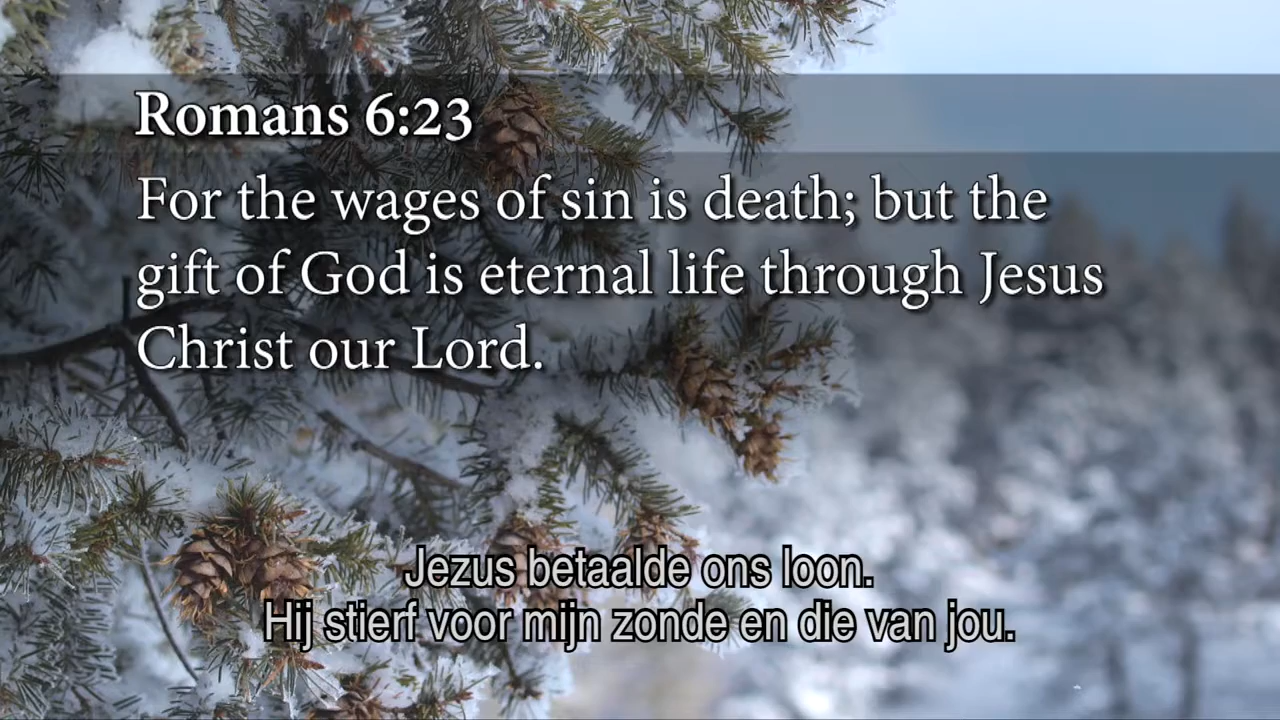 Romans 6:23
For the wages of sin is death; but the
gift of God is eternal life through Jesus
Christ our Lord.
Jezus betaalde ons loon.
Hij stierf voor mijn zonde en die van jou.